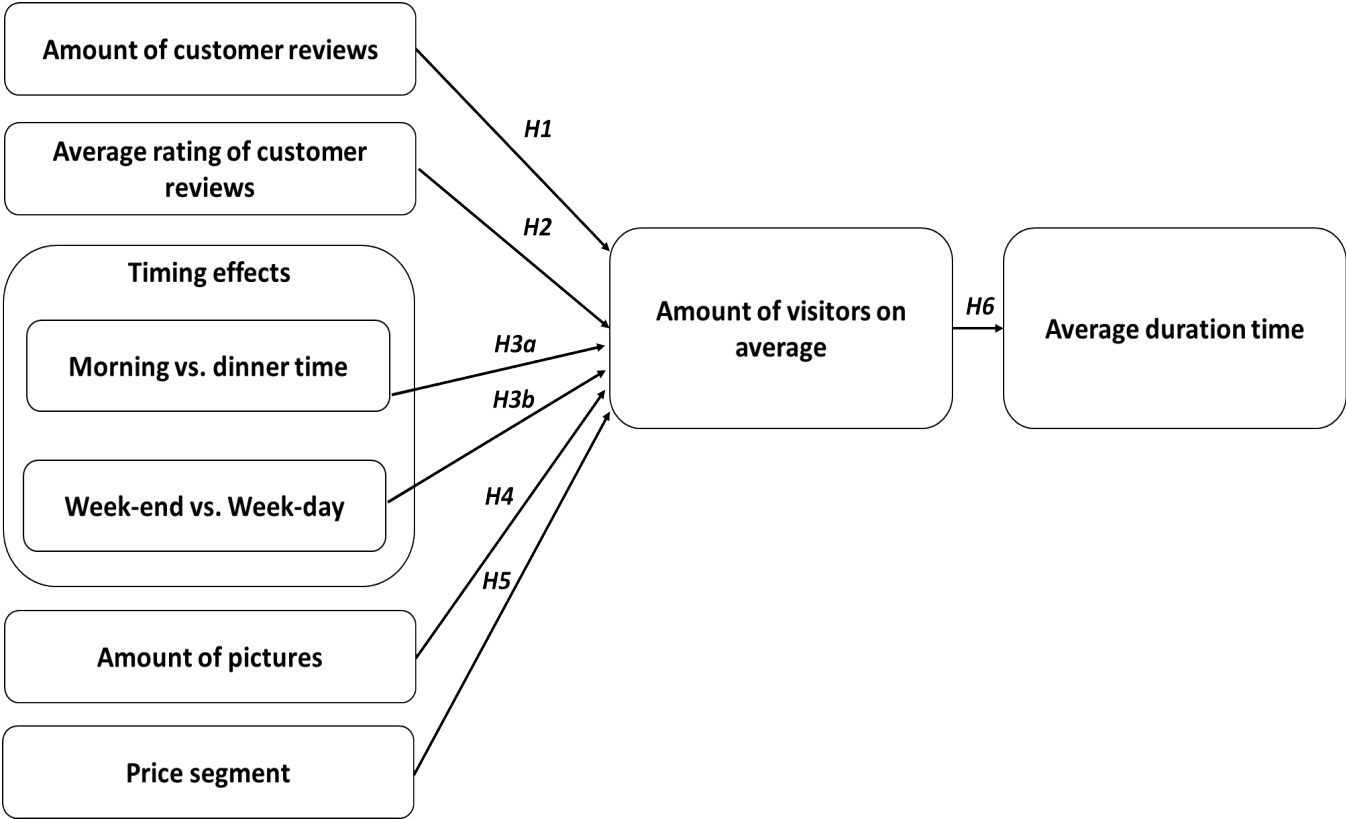 Amount of customer reviews
H1
Average rating of customer
reviews
H2
Timing effects
Morning vs. dinner time
H3a
Week-end vs. Week-day
H3b
Amount of pictures
H4
Price segment
H5
Amount of visitors on
average
H6
Average duration time